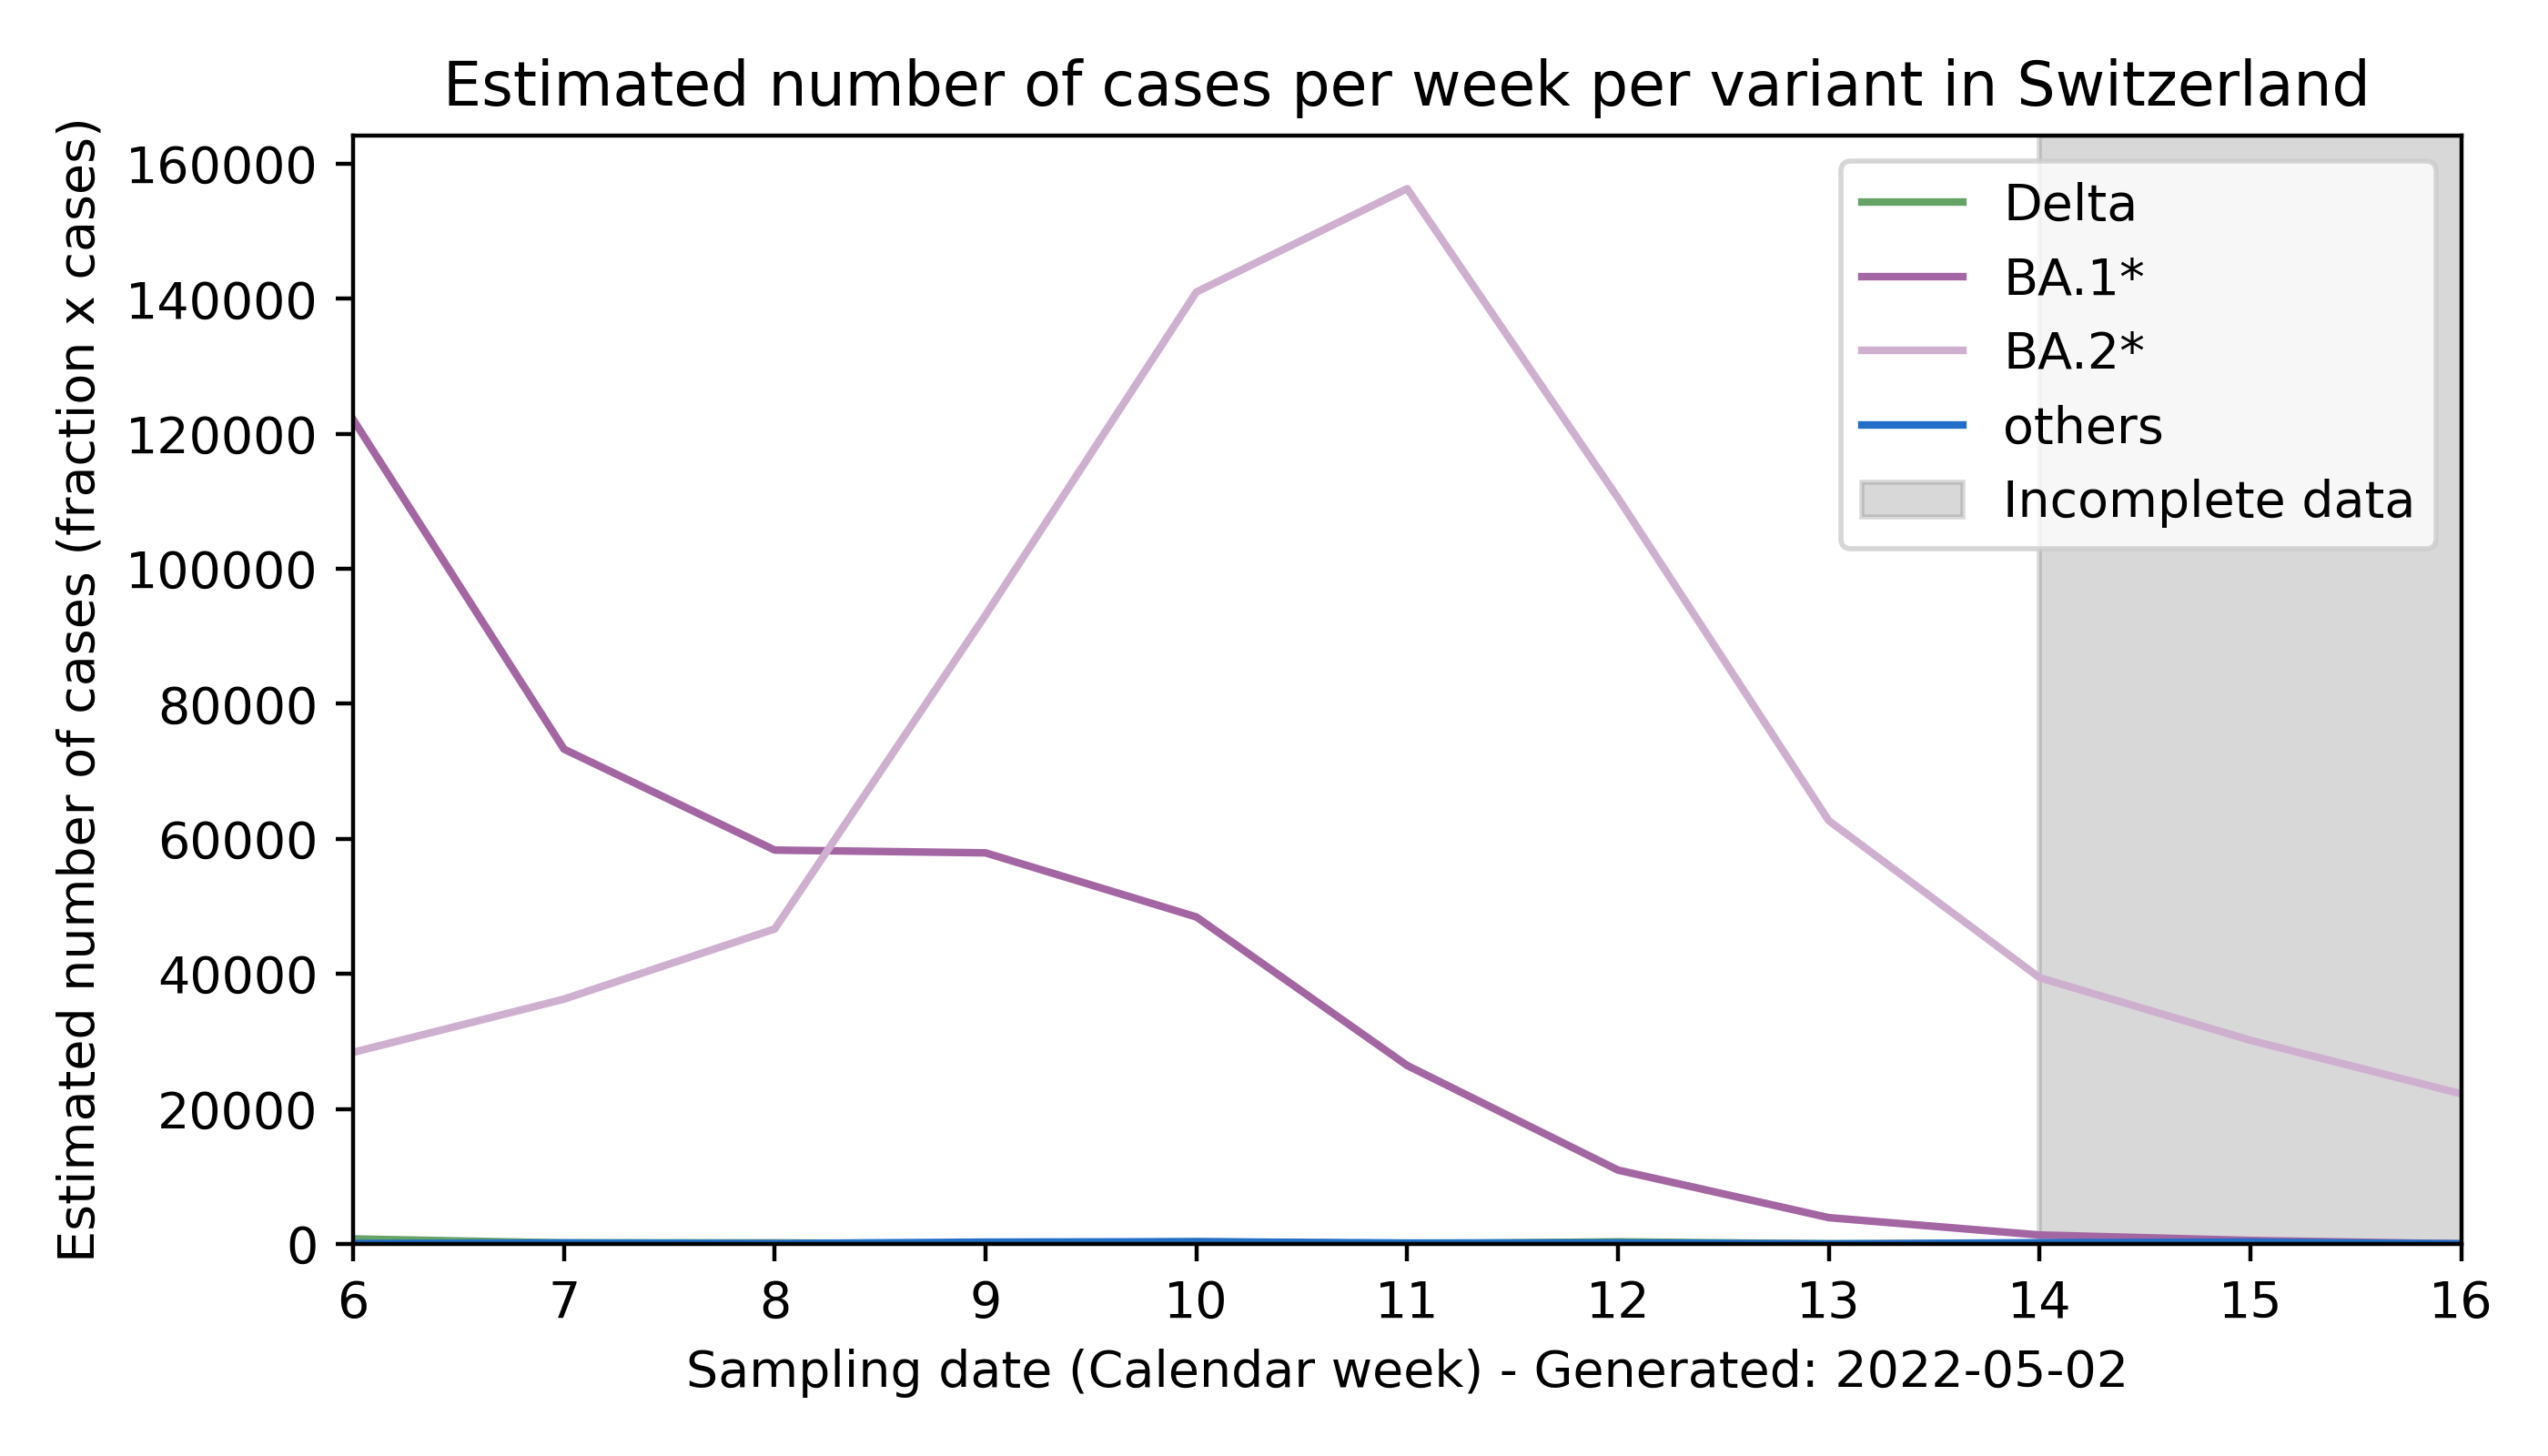 Estimated number of cases per week per variant in Switzerland
Estimated number of cases (fraction x cases)
160000
140000
120000
100000
80000
60000
40000
20000
0
Delta
BA.1*
BA.2*
others
Incomplete data
6 7 8 9 10 11 12 13 14 15 16
Sampling date (Calendar week) - Generated: 2022-05-02